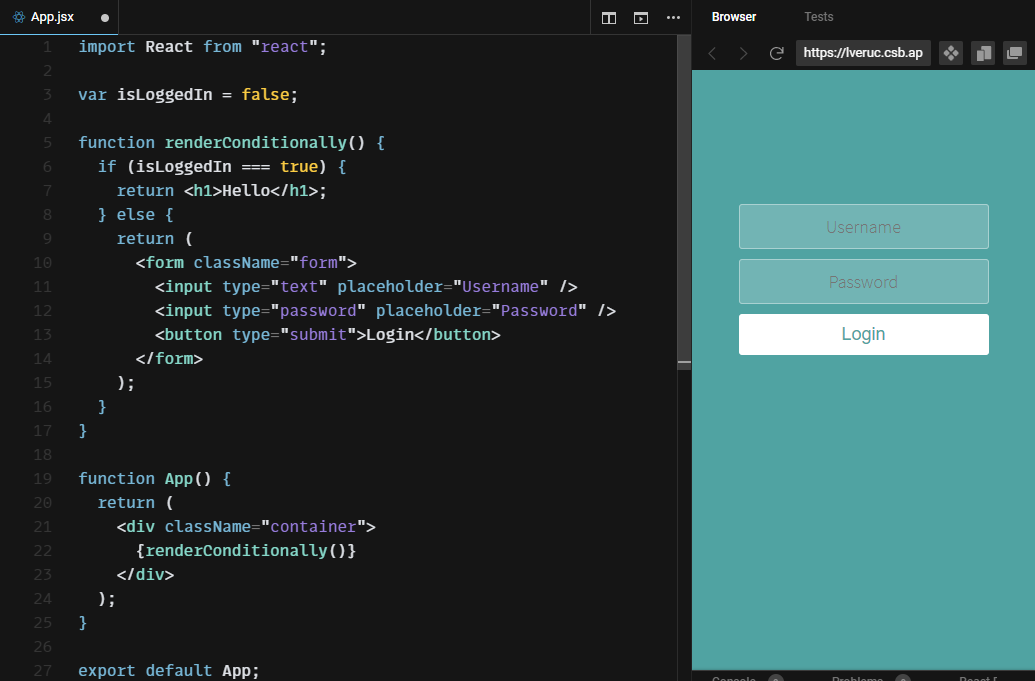 App.jsx
1 import React from "react";
2
3 var isLoggedIn = false;
4
5 function renderConditionally() {
6 if (isLoggedIn === true) {
7 return <h1>Hello</h1>;
8 } else {
9 return (
10 <form className="form">
11 <input type="text" placeholder="Username" />
12 <input type="password" placeholder="Password" />
13 <button type="submit">Login</button>
14 </form>
15 );
16 }
17 }
18
19 function App() {
20 return (
21 <div className="container">
22 {renderConditionally()}
23 </div>
24 );
25 }
26
27 export default App;
Browser Tests
https://lveruc.csb.ap
Username
Password
Login
Console Problems React